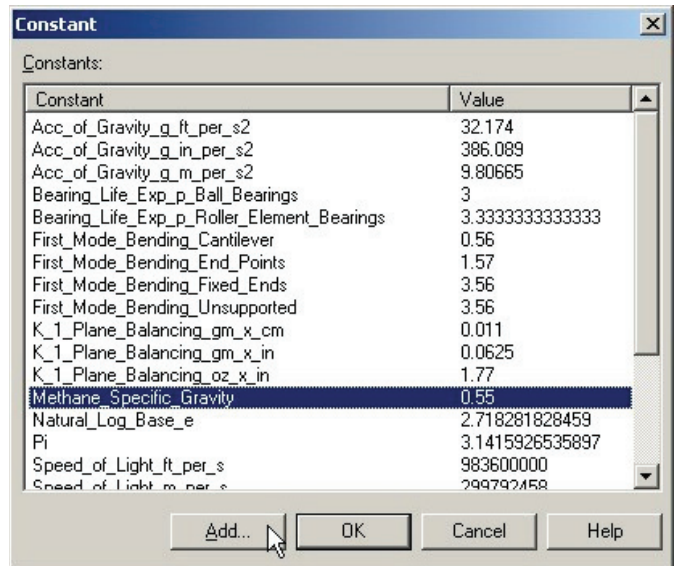 Constant
Constants:
Constant Value
Acc_of_Gravity_g_ft_per_s2 32.174
Acc_of_Gravity_g_in_per_s2 386.089
Acc_of_Gravity_g_m_per_s2 9.80665
Bearing_Life_Exp_p_Ball_Bearings 3
Bearing_Life_Exp_p_Roller_Element_Bearings 3.3333333333333
First_Mode_Bending_Cantilever 0.56
First_Mode_Bending_End_Points 1.57
First_Mode_Bending_Fixed_Ends 3.56
First_Mode_Bending_Unsupported 3.56
K_1_Plane_Balancing_gm_x_cm 0.011
K_1_Plane_Balancing_gm_x_in 0.0625
K_1_Plane_Balancing_oz_x_in 1.77
Methane_Specific_Gravity 0.55
Natural_Log_Base_e 2.718281828459
Pi 3.1415926535897
Speed_of_Light_ft_per_s 983600000
Speed_of_Light_m_per_s 299792458
Add... OK Cancel Help